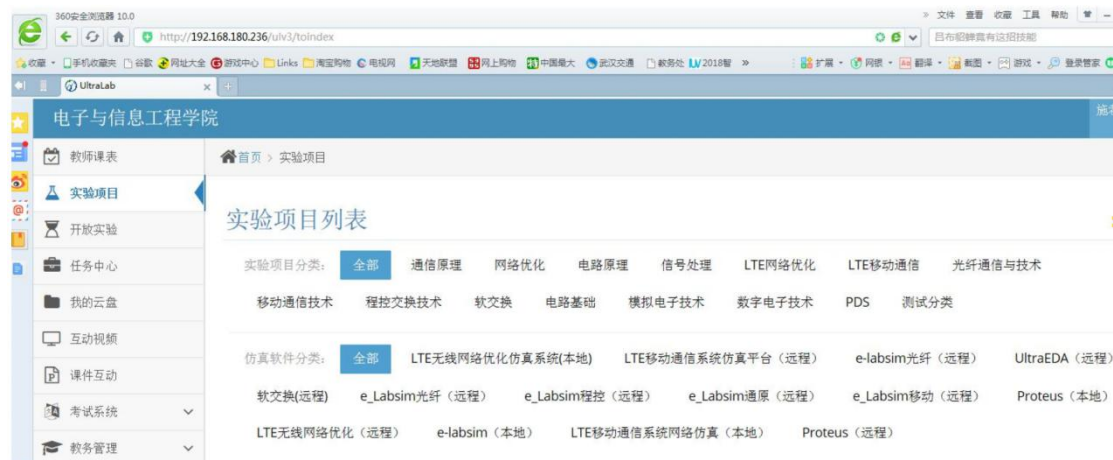 360安全浏览器 10.0
» 文件 查看 收藏 工具 帮助
http://192.168.180.236/ulv3/toindex
吕布貂蝉竟有这招技能
收藏 手机收藏夹 谷歌 网址大全 游戏中心 Links 淘宝购物 电视网 天地联盟 网上购物 中国最大 武汉交通 教务处 LV2018智 » 扩展 网银 翻译 截图 游戏 登录管家
UltraLab
电子与信息工程学院
教师课表
首页 > 实验项目
实验项目
实验项目列表
开放实验
任务中心
实验项目分类: 全部 通信原理 网络优化 电路原理 信号处理 LTE网络优化 LTE移动通信 光纤通信与技术
我的云盘
移动通信技术 程控交换技术 软交换 电路基础 模拟电子技术 数字电子技术 PDS 测试分类
互动视频
仿真软件分类: 全部 LTE无线网络优化仿真系统(本地) LTE移动通信系统仿真平台（远程） e-labsim光纤（远程） UltraEDA（远程）
课件互动
软交换(远程) e_Labsim光纤（远程） e_Labsim程控（远程） e_Labsim通原（远程） e_Labsim移动（远程） Proteus（本地）
考试系统
LTE无线网络优化（远程） e-labsim（本地） LTE移动通信系统网络仿真（本地） Proteus（远程）
教务管理